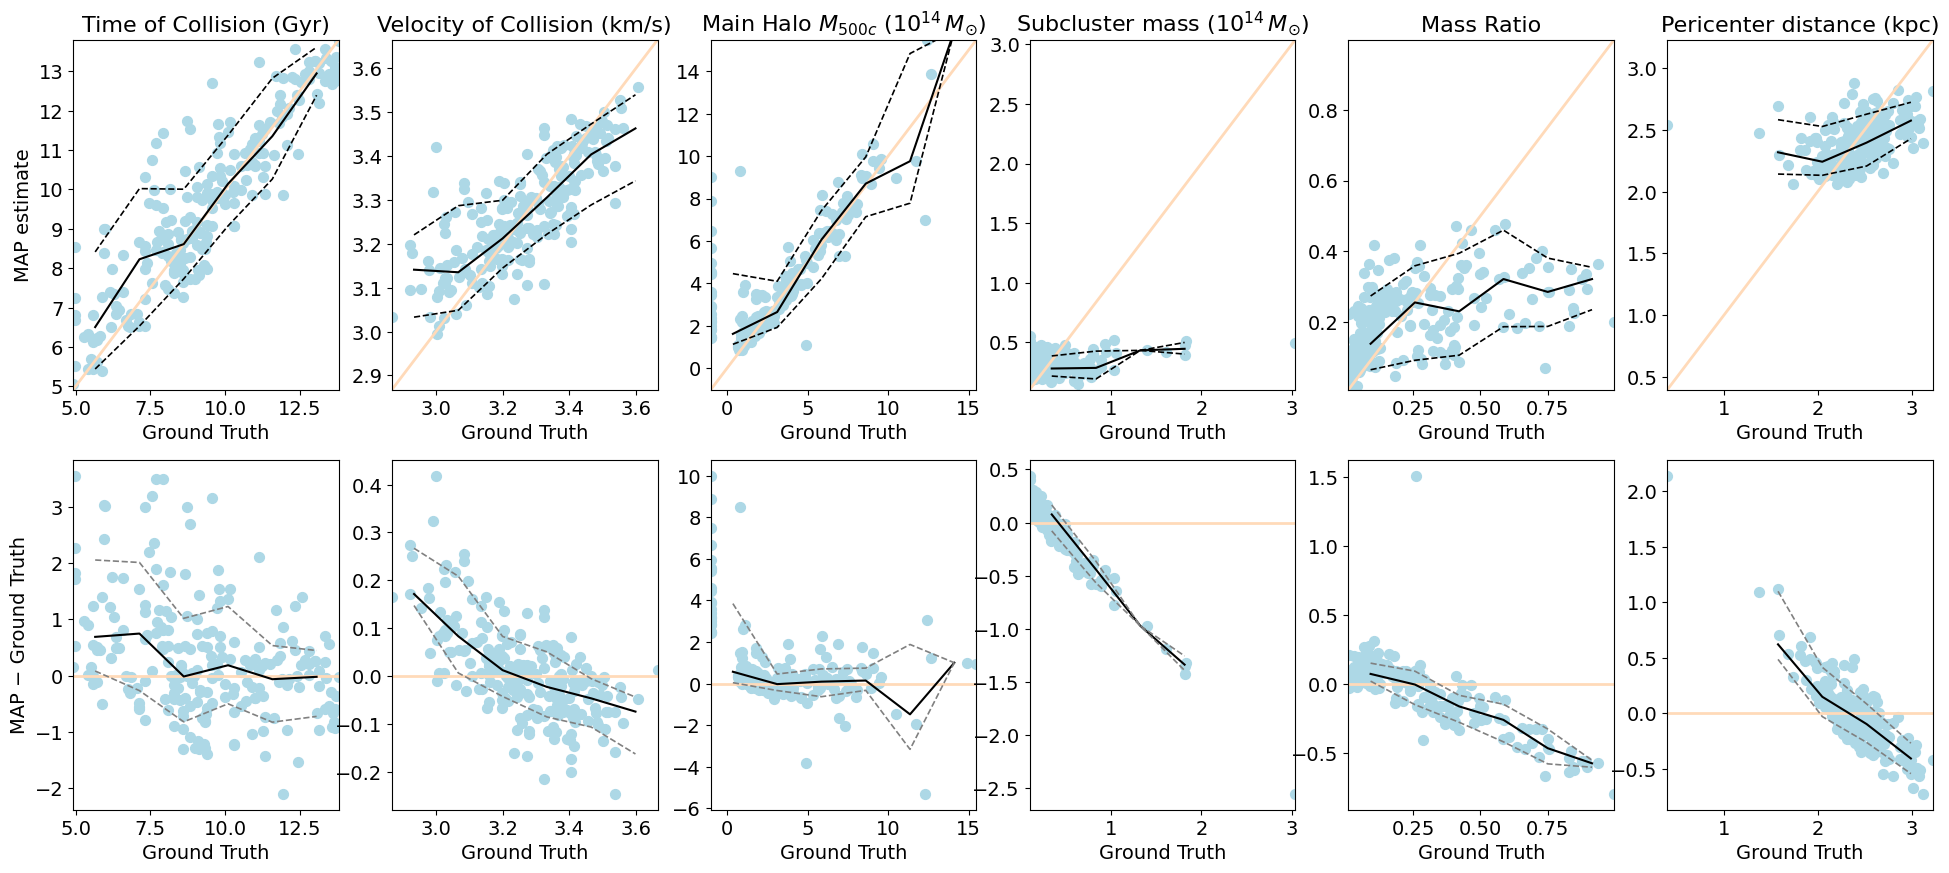 Time of Collision (Gyr)
Velocity of Collision (km/s)
Main Halo M500c (10^14 M⊙)
Subcluster mass (10^14 M⊙)
Mass Ratio
Pericenter distance (kpc)
MAP estimate
13
12
11
10
9
8
7
6
5
5.0 7.5 10.0 12.5
Ground Truth
3.6
3.5
3.4
3.3
3.2
3.1
3.0
2.9
3.0 3.2 3.4 3.6
Ground Truth
14
12
10
8
6
4
2
0
0 5 10 15
Ground Truth
3.0
2.5
2.0
1.5
1.0
0.5
1 2 3
Ground Truth
0.8
0.6
0.4
0.2
0.25 0.50 0.75
Ground Truth
3.0
2.5
2.0
1.5
1.0
0.5
1 2 3
Ground Truth
MAP − Ground Truth
3
2
1
0
−1
−2
5.0 7.5 10.0 12.5
Ground Truth
0.4
0.3
0.2
0.1
0.0
−0.1
−0.2
3.0 3.2 3.4 3.6
Ground Truth
10
8
6
4
2
0
−2
−4
−6
0 5 10 15
Ground Truth
0.5
0.0
−0.5
−1.0
−1.5
−2.0
−2.5
1 2 3
Ground Truth
1.5
1.0
0.5
0.0
−0.5
0.25 0.50 0.75
Ground Truth
2.0
1.5
1.0
0.5
0.0
−0.5
1 2 3
Ground Truth